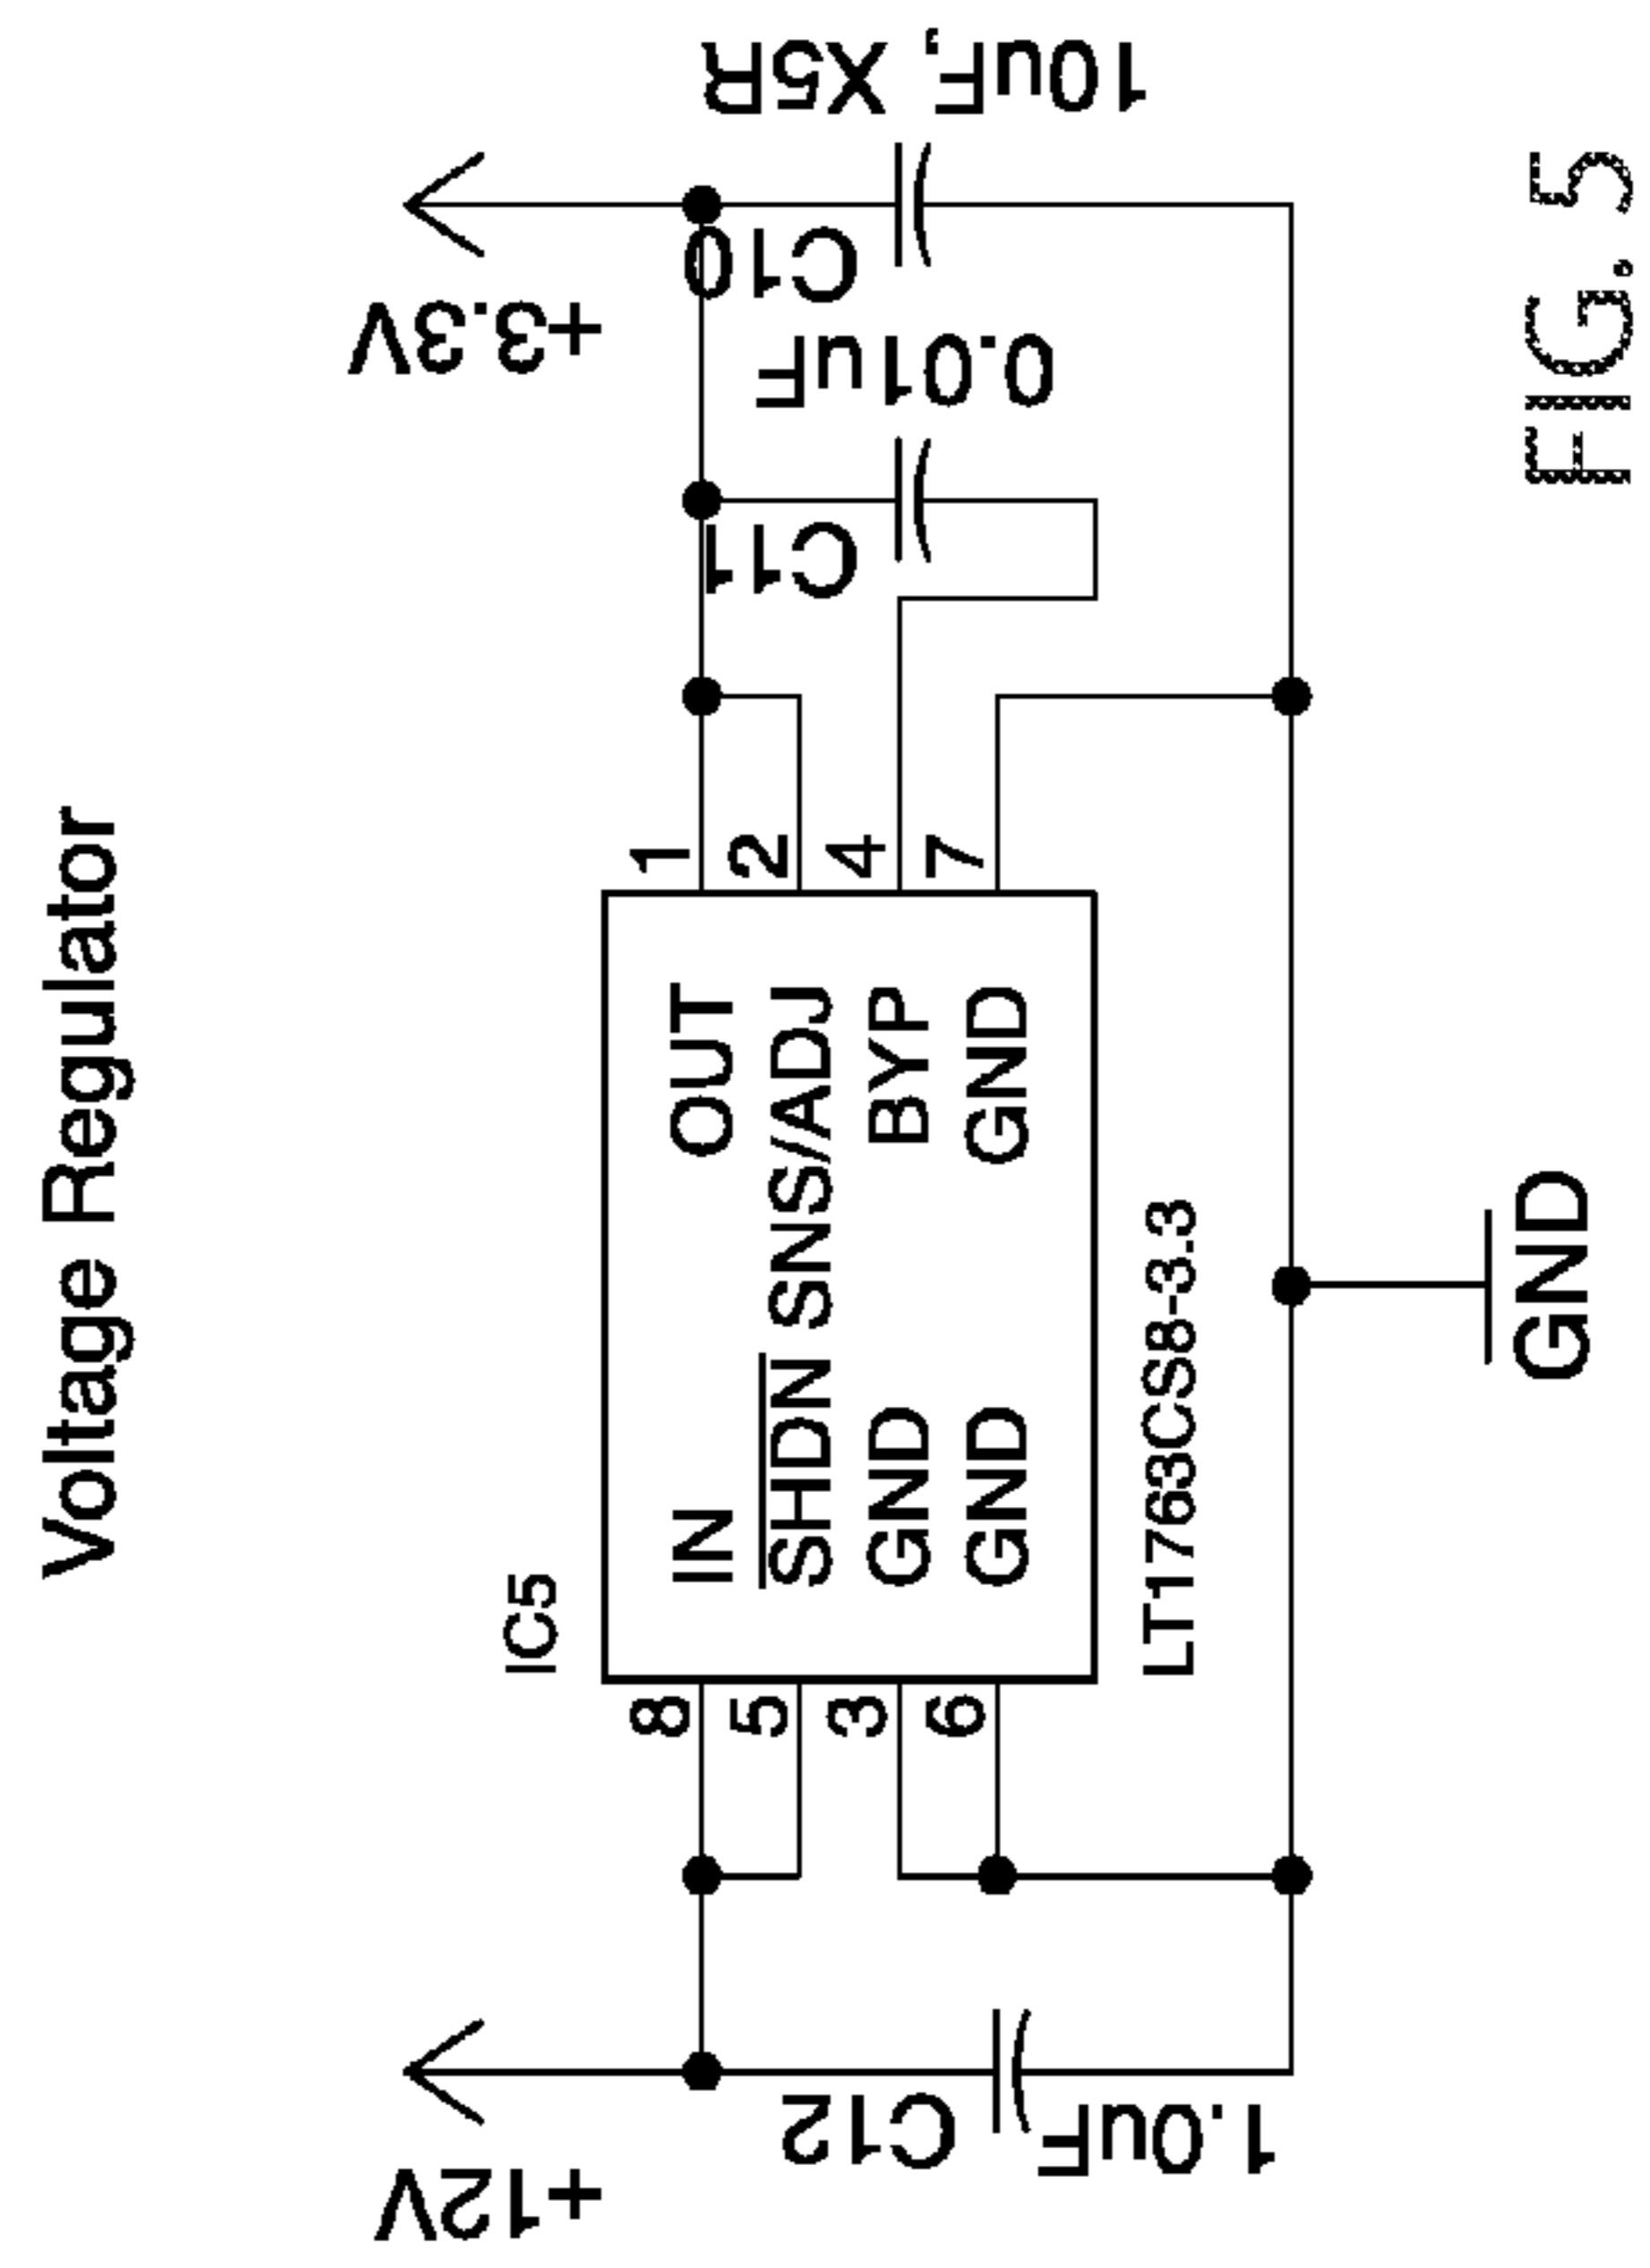 Voltage Regulator
+12V
+3.3V
IC5
8
IN
OUT
1
5
SHDN
SNS/ADJ
2
3
GND
BYP
4
6
GND
GND
7
LT1763CS8-3.3
C12
1.0uF
C11
0.01uF
C10
10uF, X5R
GND
FIG. 5